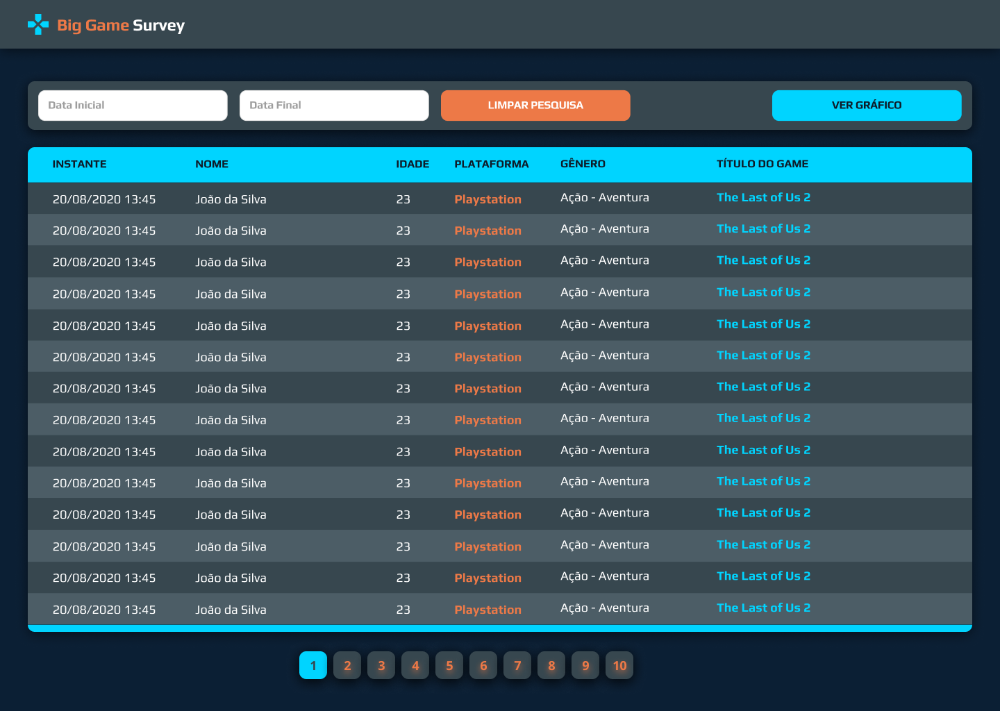 Big Game Survey
Data Inicial Data Final LIMPAR PESQUISA VER GRÁFICO
INSTANTE NOME IDADE PLATAFORMA GÊNERO TÍTULO DO GAME
20/08/2020 13:45 João da Silva 23 Playstation Ação - Aventura The Last of Us 2
20/08/2020 13:45 João da Silva 23 Playstation Ação - Aventura The Last of Us 2
20/08/2020 13:45 João da Silva 23 Playstation Ação - Aventura The Last of Us 2
20/08/2020 13:45 João da Silva 23 Playstation Ação - Aventura The Last of Us 2
20/08/2020 13:45 João da Silva 23 Playstation Ação - Aventura The Last of Us 2
20/08/2020 13:45 João da Silva 23 Playstation Ação - Aventura The Last of Us 2
20/08/2020 13:45 João da Silva 23 Playstation Ação - Aventura The Last of Us 2
20/08/2020 13:45 João da Silva 23 Playstation Ação - Aventura The Last of Us 2
20/08/2020 13:45 João da Silva 23 Playstation Ação - Aventura The Last of Us 2
20/08/2020 13:45 João da Silva 23 Playstation Ação - Aventura The Last of Us 2
20/08/2020 13:45 João da Silva 23 Playstation Ação - Aventura The Last of Us 2
20/08/2020 13:45 João da Silva 23 Playstation Ação - Aventura The Last of Us 2
20/08/2020 13:45 João da Silva 23 Playstation Ação - Aventura The Last of Us 2
20/08/2020 13:45 João da Silva 23 Playstation Ação - Aventura The Last of Us 2
1 2 3 4 5 6 7 8 9 10